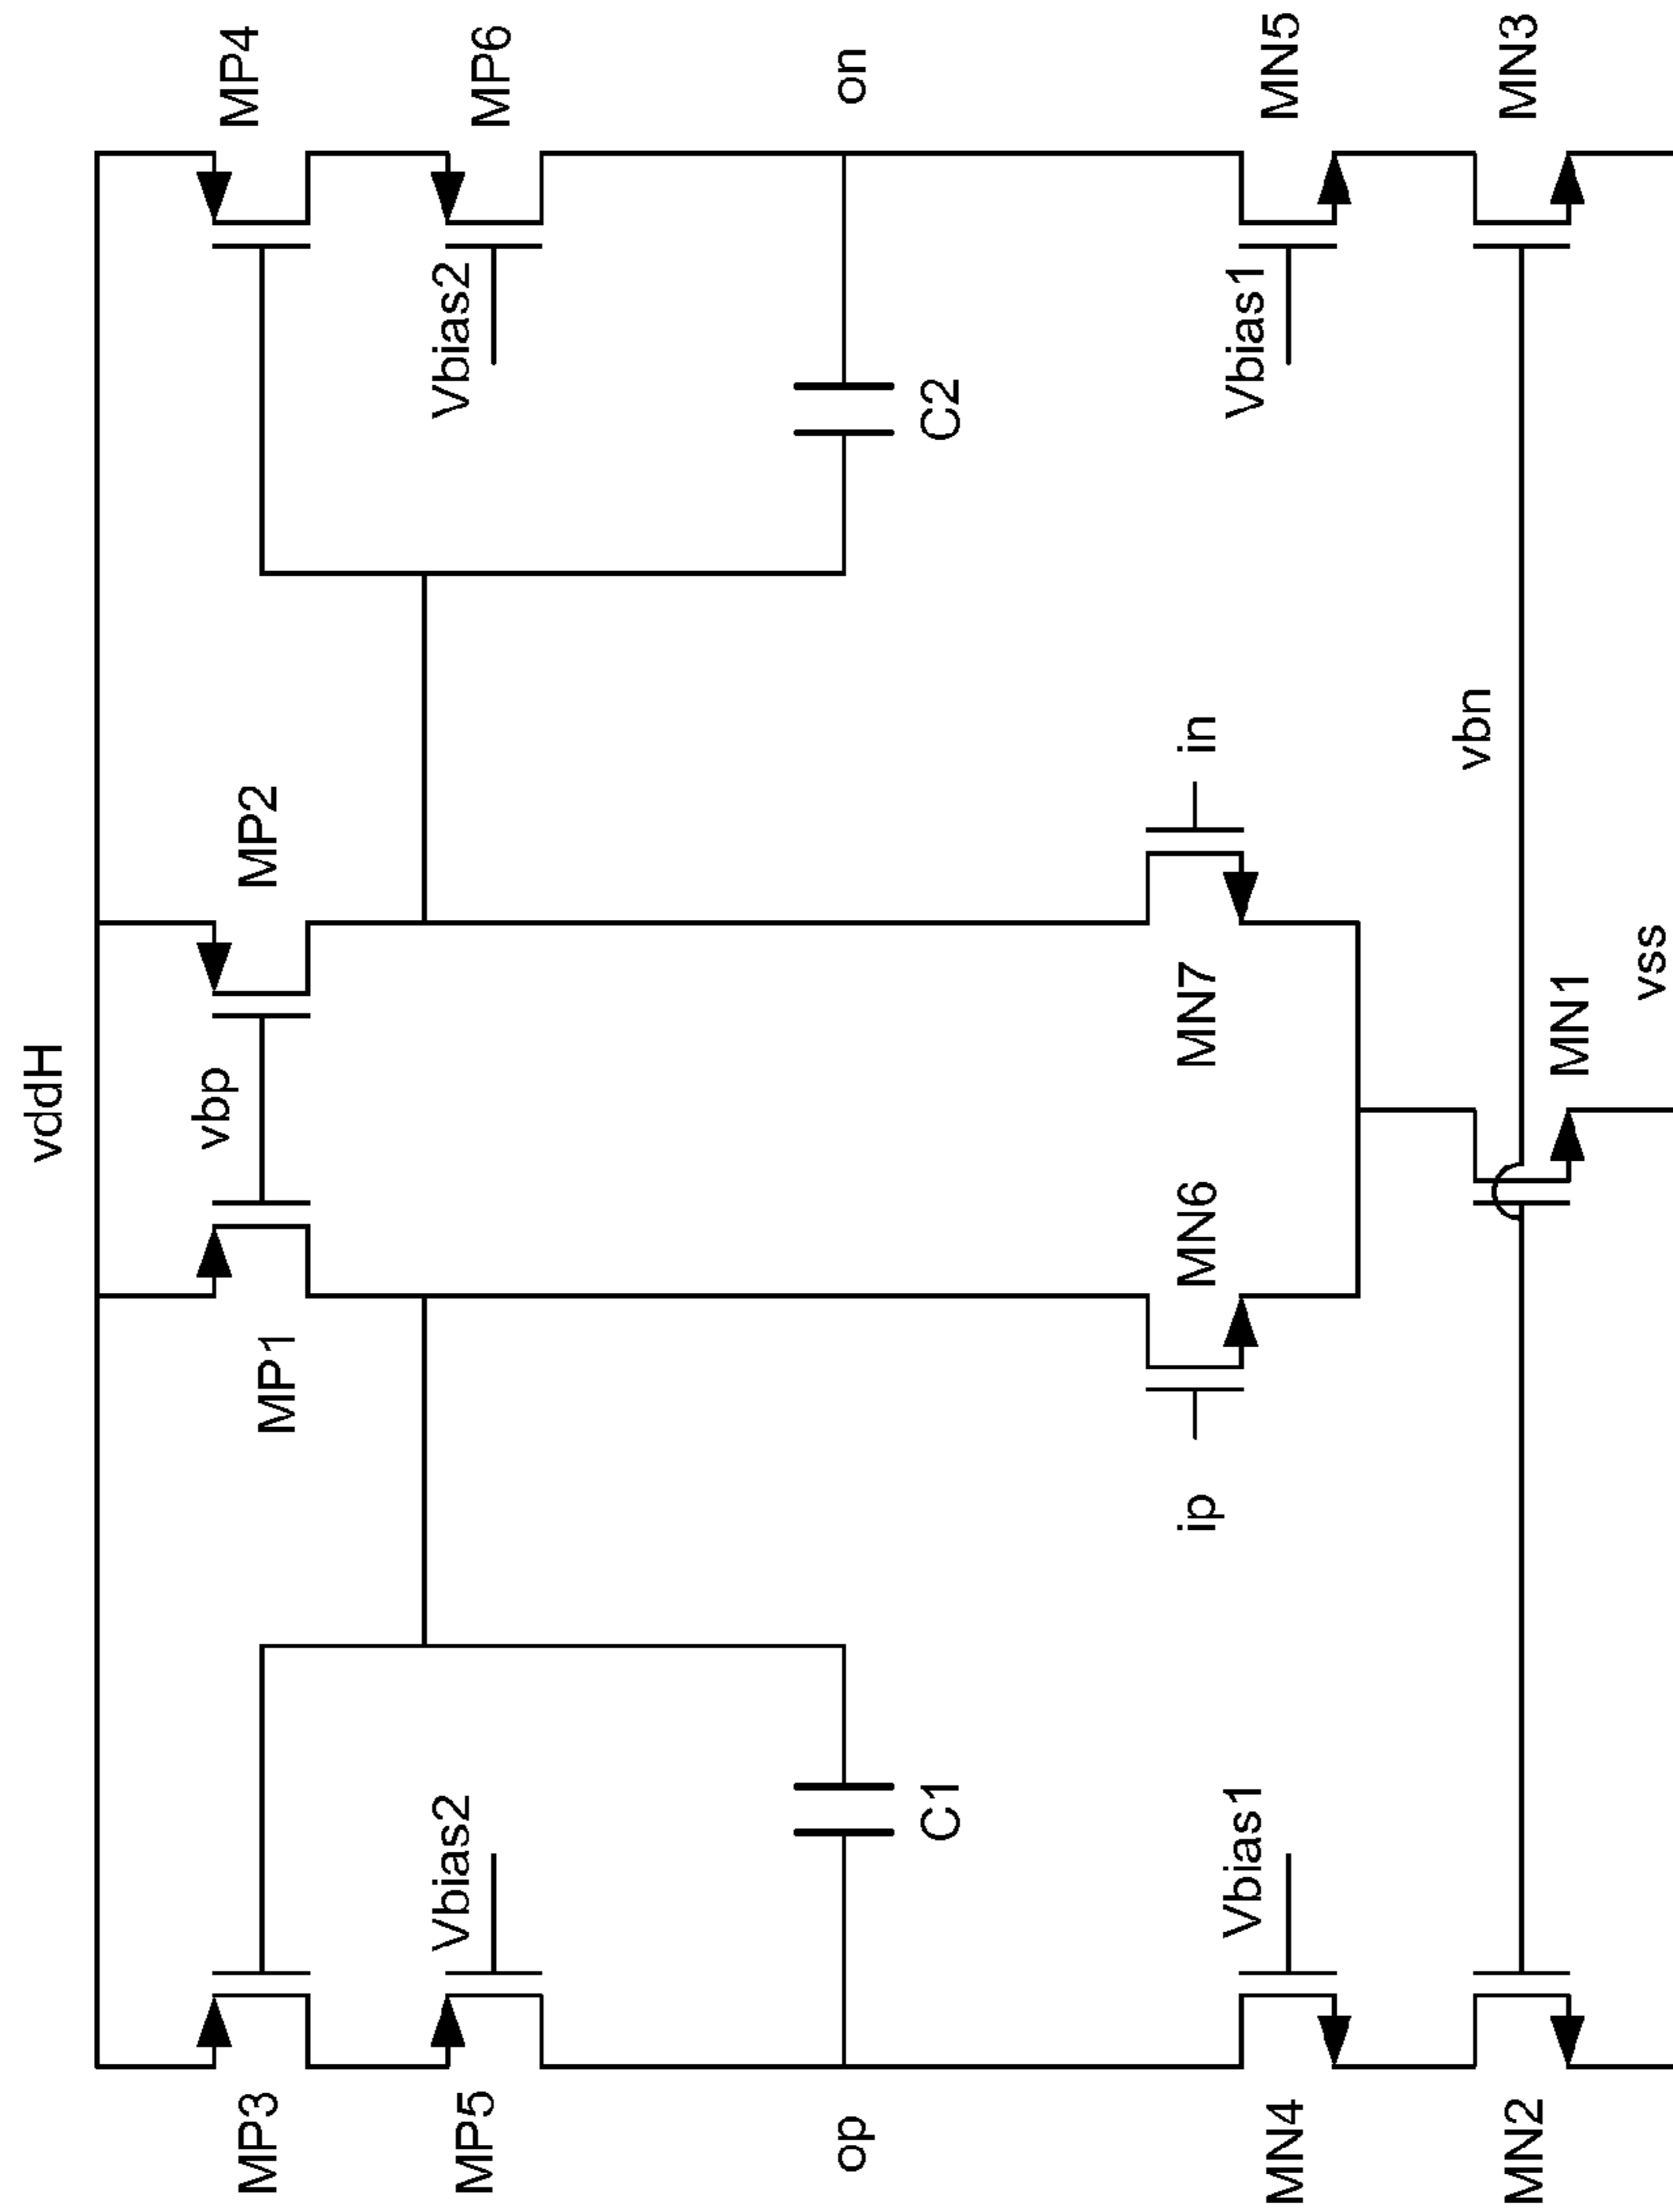 vddH
MP3
MP1
vbp
MP2
MP4
MP5
Vbias2
Vbias2
MP6
op
C1
C2
on
ip
MN6
MN7
in
MN4
Vbias1
Vbias1
MN5
MN2
MN1
vbn
MN3
vss